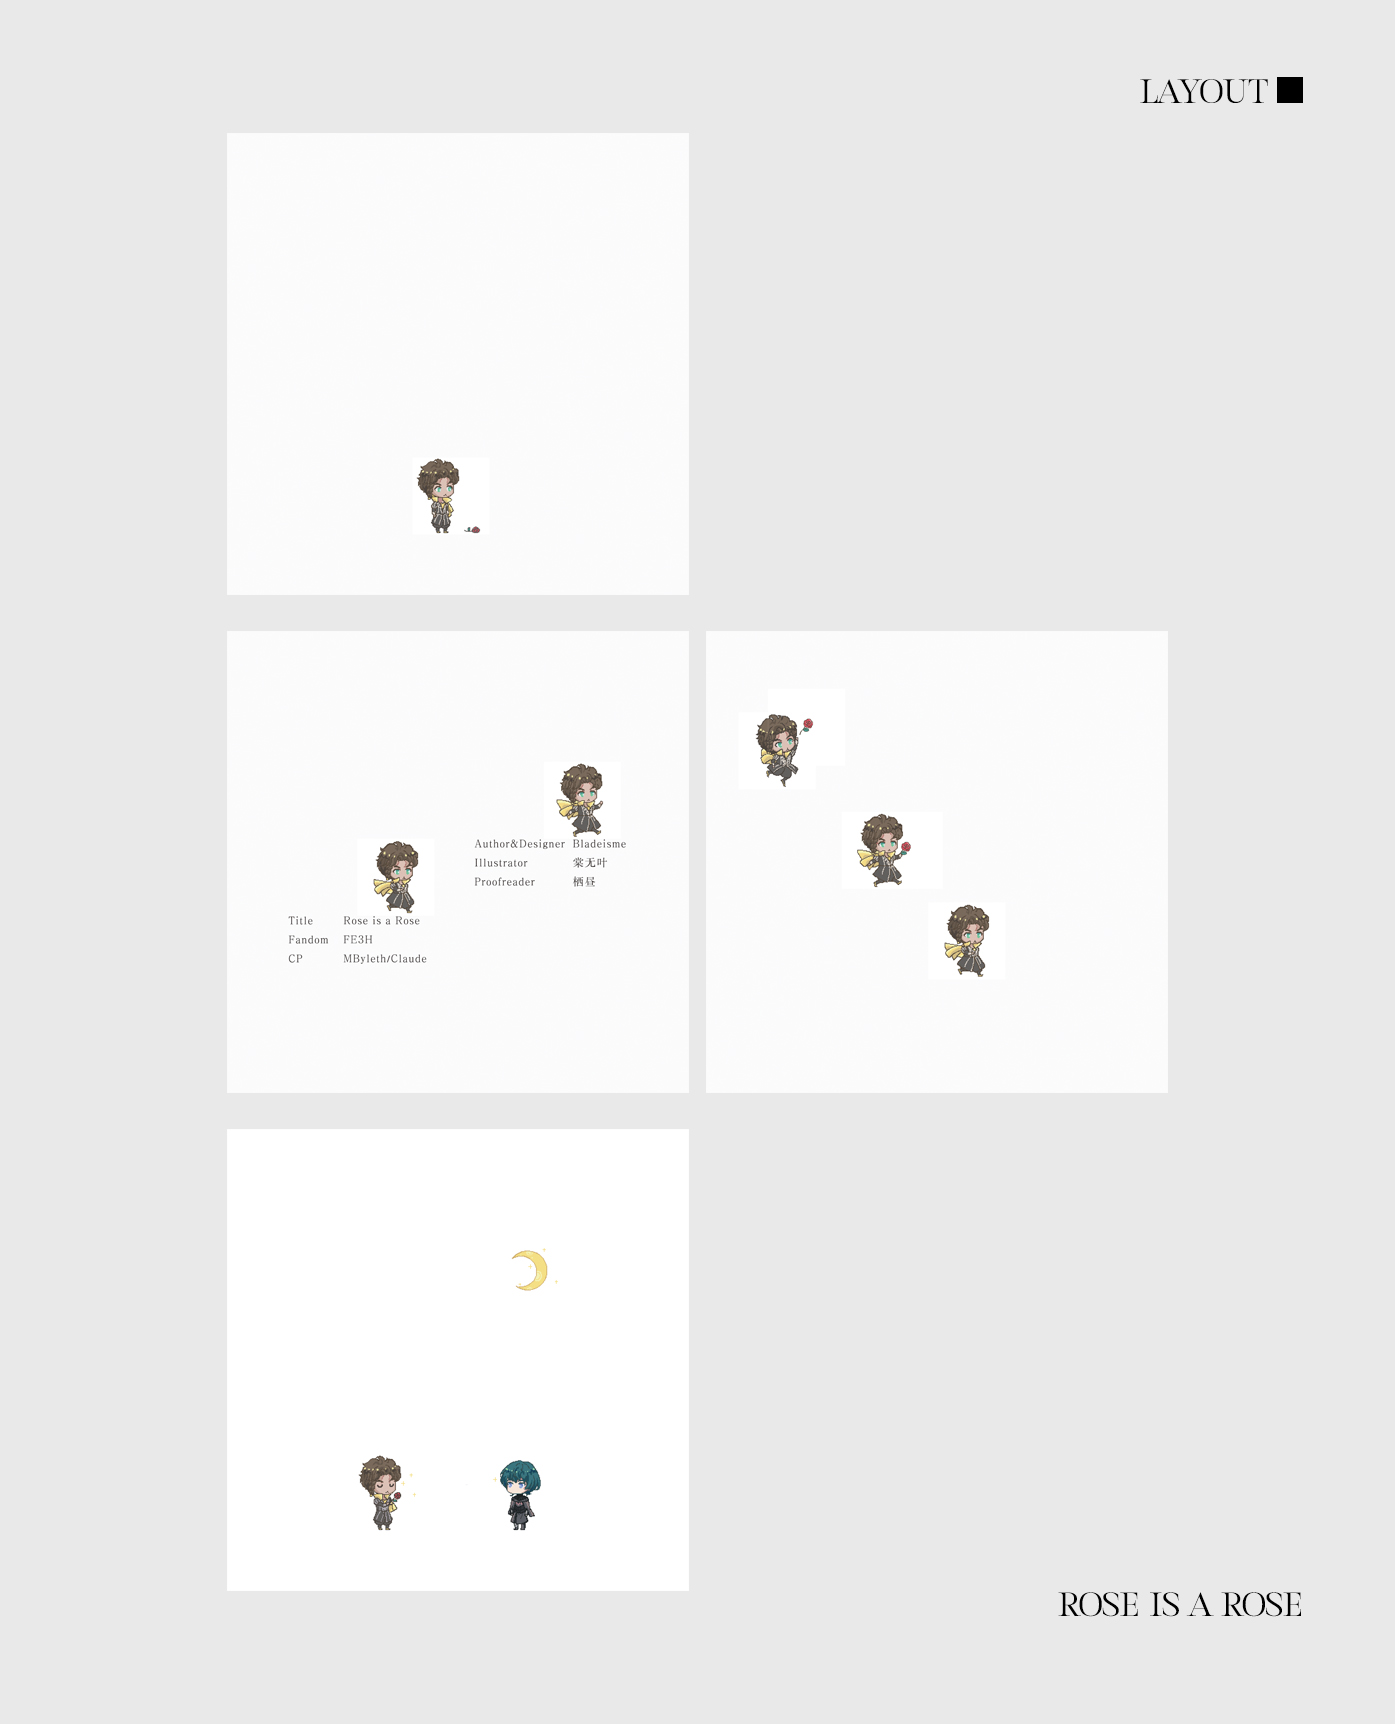 LAYOUT
Author&Designer Bladeisme
Illustrator 棠无叶
Proofreader 栖昼
Title Rose is a Rose
Fandom FE3H
CP MByleth/Claude
ROSE IS A ROSE